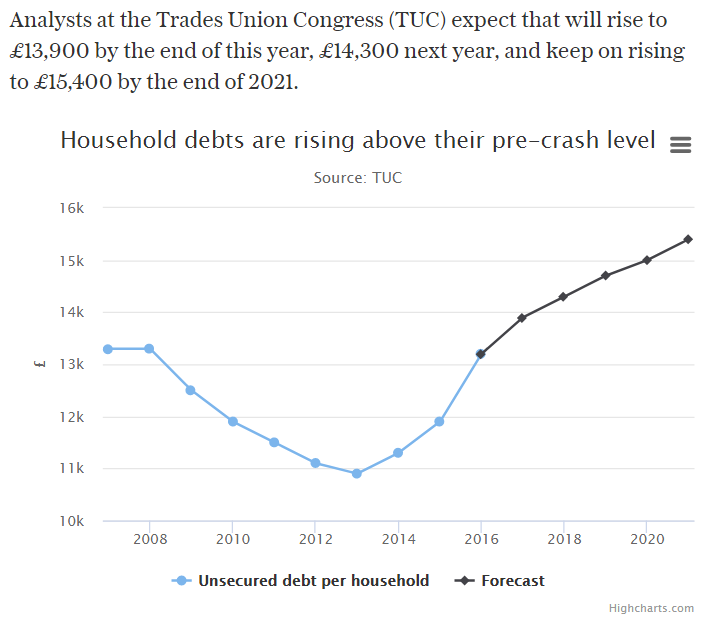 Analysts at the Trades Union Congress (TUC) expect that will rise to
£13,900 by the end of this year, £14,300 next year, and keep on rising
to £15,400 by the end of 2021.
Household debts are rising above their pre-crash level
Source: TUC
16k
15k
14k
13k
12k
11k
10k
£
2008 2010 2012 2014 2016 2018 2020
Unsecured debt per household Forecast
Highcharts.com